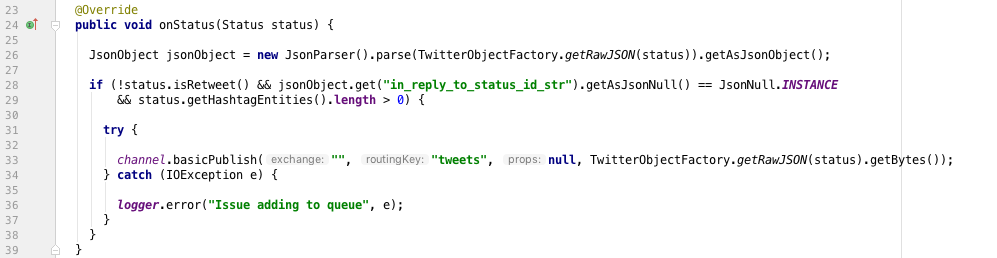 23 @Override
24 public void onStatus(Status status) {
25
26 JsonObject jsonObject = new JsonParser().parse(TwitterObjectFactory.getRawJSON(status)).getAsJsonObject();
27
28 if (!status.isRetweet() && jsonObject.get("in_reply_to_status_id_str").getAsJsonNull() == JsonNull.INSTANCE
29 && status.getHashtagEntities().length > 0) {
30
31 try {
32
33 channel.basicPublish( exchange: "", routingKey: "tweets", props: null, TwitterObjectFactory.getRawJSON(status).getBytes());
34 } catch (IOException e) {
35
36 logger.error("Issue adding to queue", e);
37 }
38 }
39 }